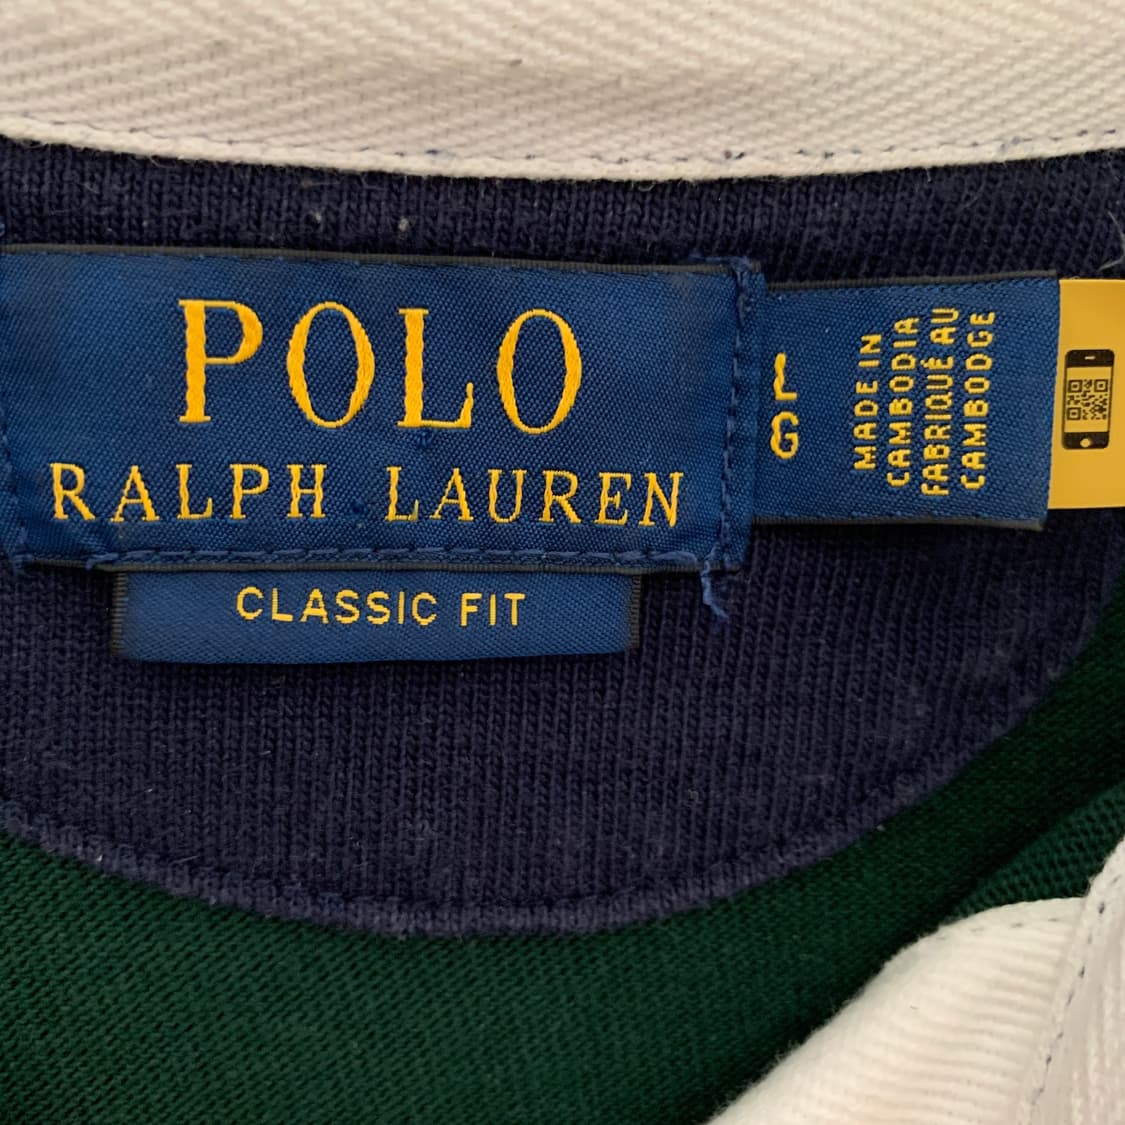 POLO
RALPH LAUREN
CLASSIC FIT
L
G
MADE IN
CAMBODIA
FABRIQUÉ AU
CAMBODGE